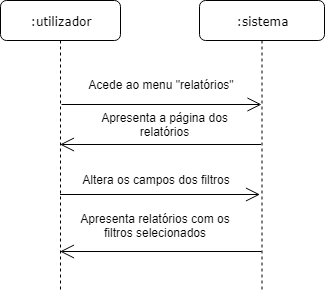 :utilizador
:sistema
Acede ao menu "relatórios"
Apresenta a página dos
relatórios
Altera os campos dos filtros
Apresenta relatórios com os
filtros selecionados